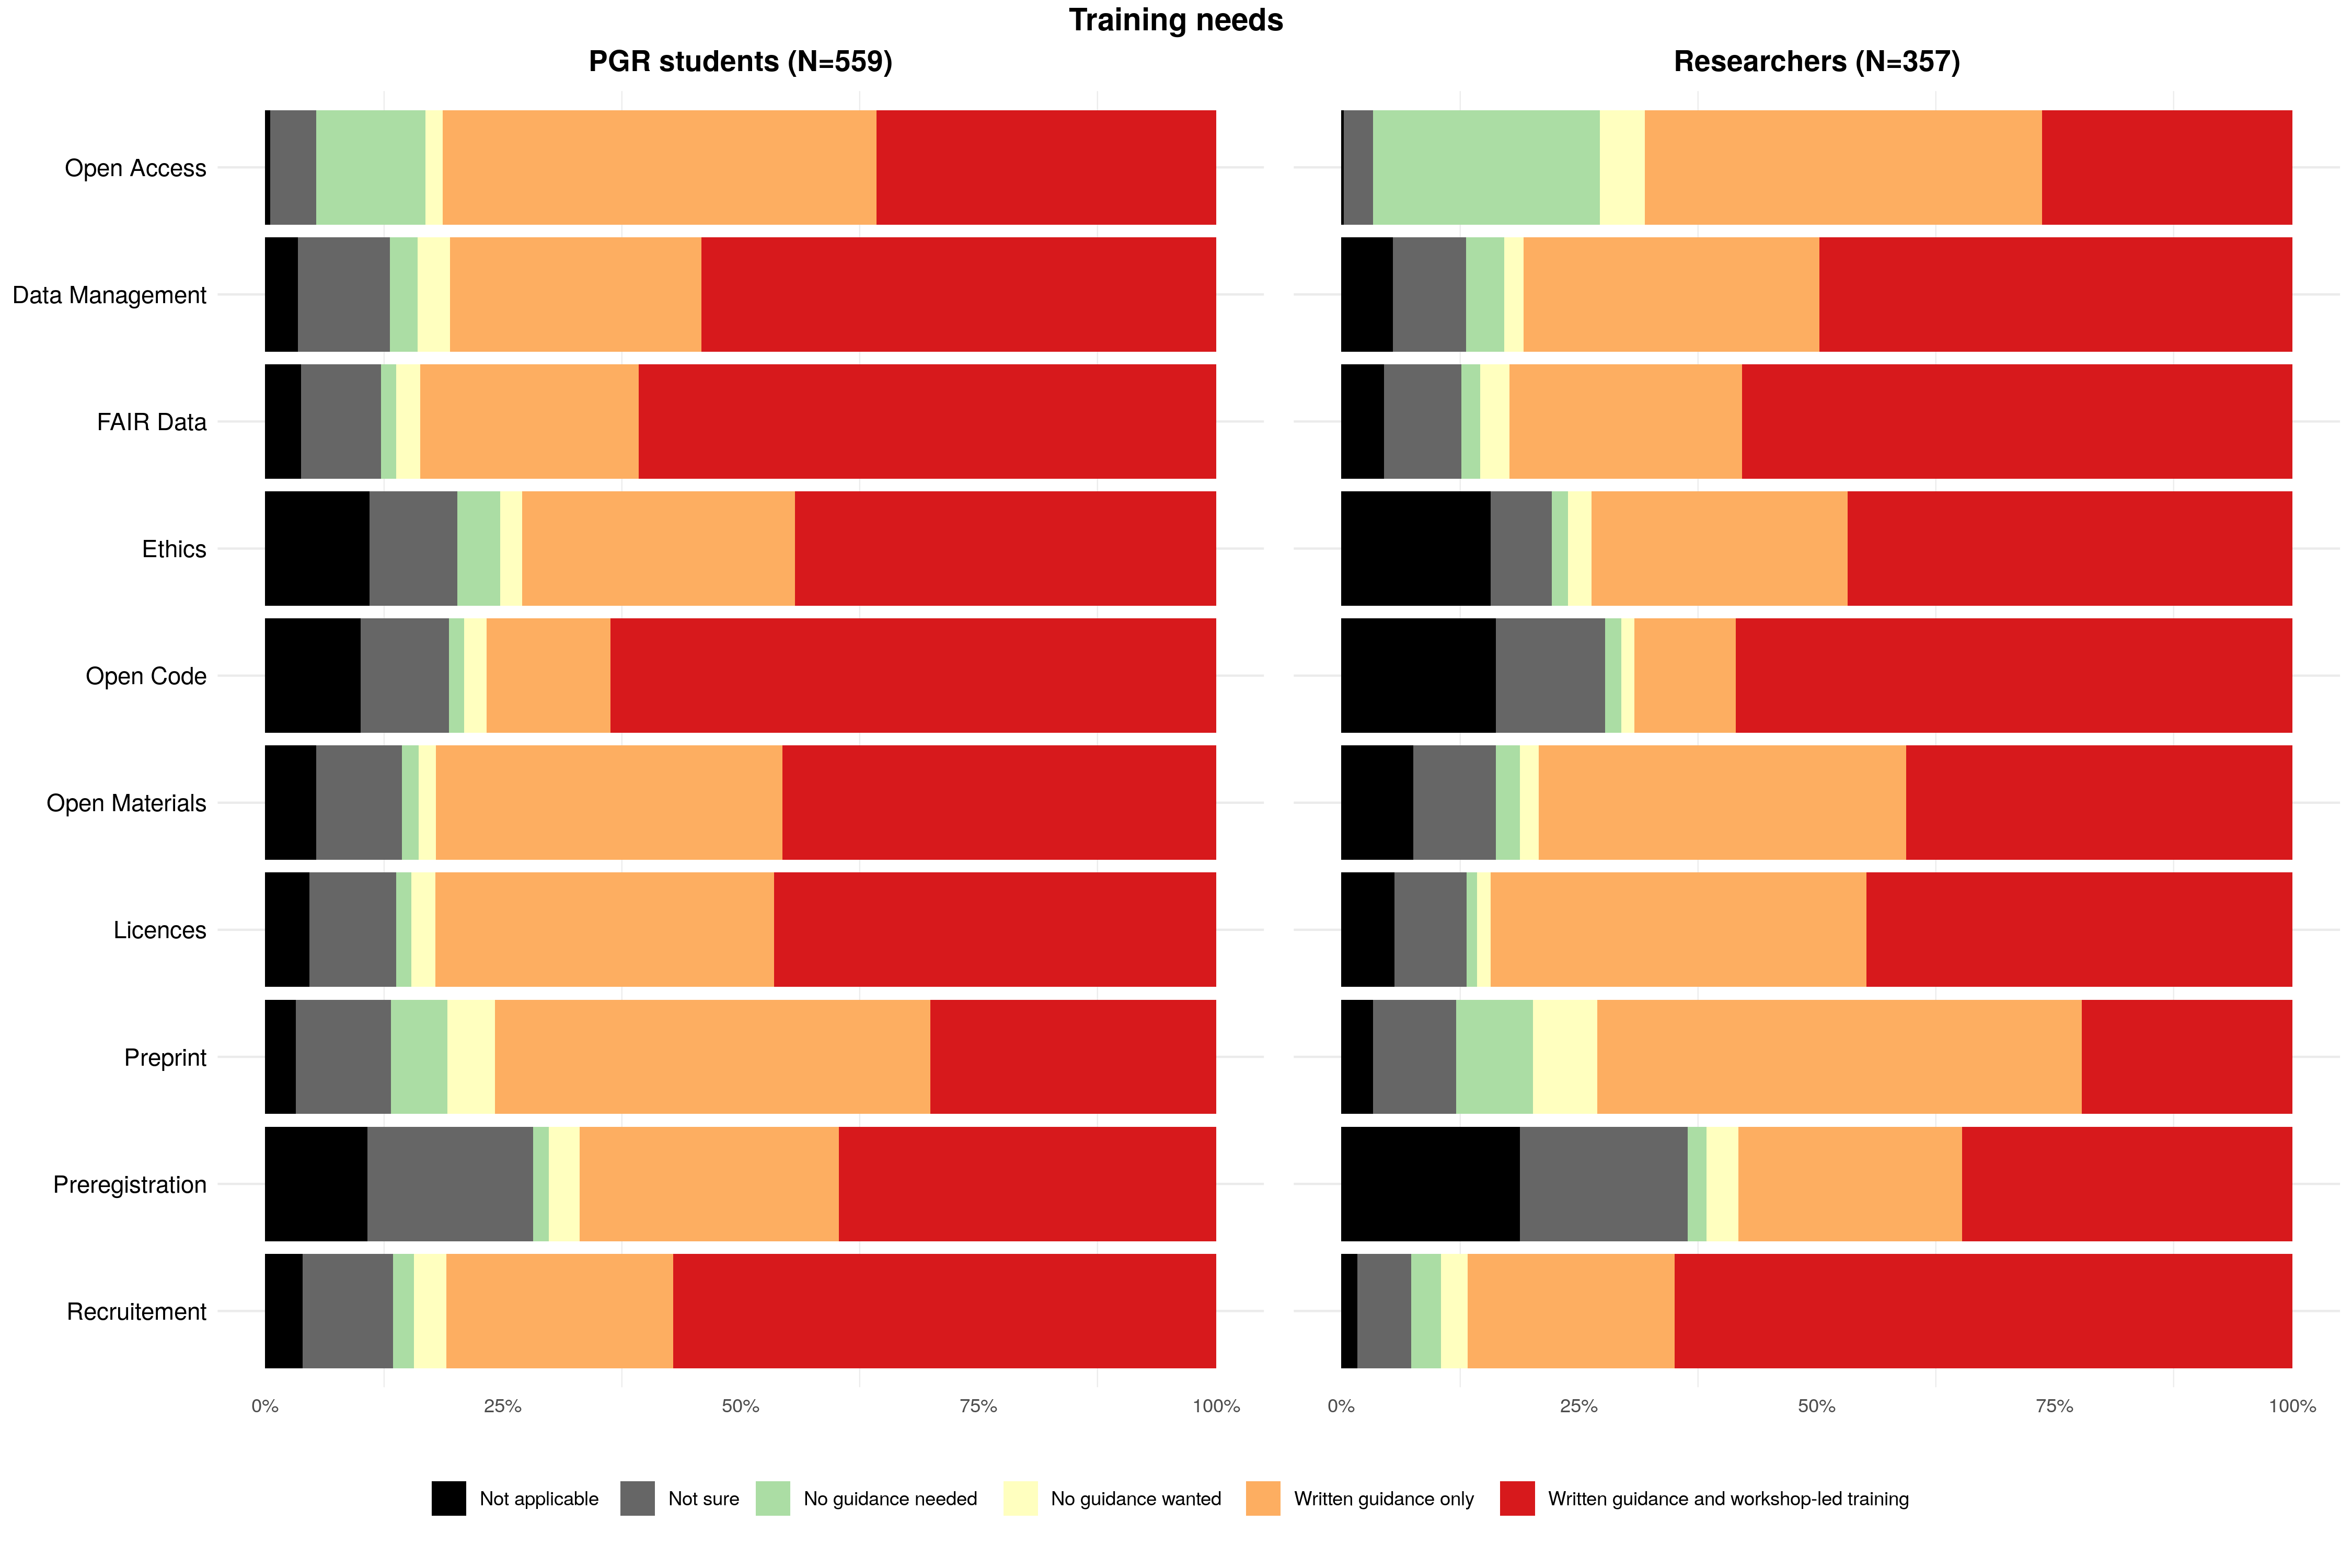 Training needs
PGR students (N=559)
Researchers (N=357)
Open Access
Data Management
FAIR Data
Ethics
Open Code
Open Materials
Licences
Preprint
Preregistration
Recruitement
0% 25% 50% 75% 100%
0% 25% 50% 75% 100%
Not applicable Not sure No guidance needed No guidance wanted Written guidance only Written guidance and workshop-led training